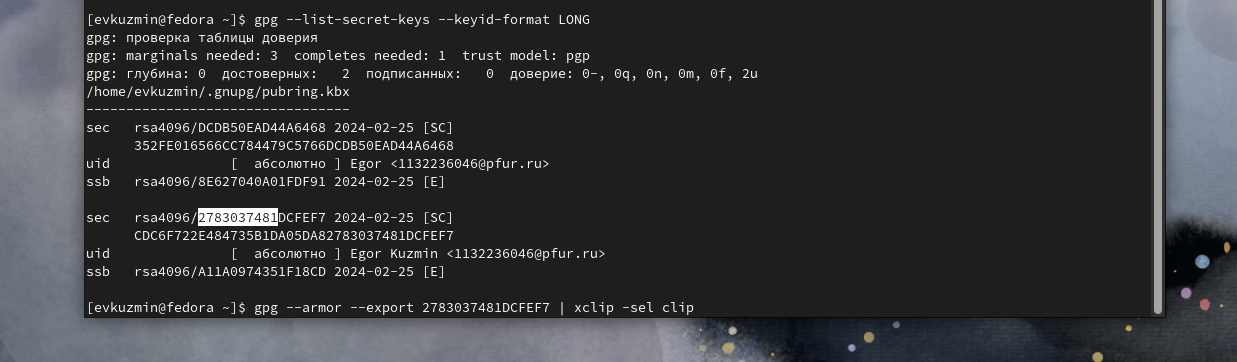 [evkuzmin@fedora ~]$ gpg --list-secret-keys --keyid-format LONG
gpg: проверка таблицы доверия
gpg: marginals needed: 3  completes needed: 1  trust model: pgp
gpg: глубина: 0  достоверных:   2  подписанных:   0  доверие: 0-, 0q, 0n, 0m, 0f, 2u
/home/evkuzmin/.gnupg/pubring.kbx
---------------------------------
sec   rsa4096/DCDB50EAD44A6468 2024-02-25 [SC]
      352FE016566CC784479C5766DCDB50EAD44A6468
uid               [  абсолютно ] Egor <1132236046@pfur.ru>
ssb   rsa4096/8E627040A01FDF91 2024-02-25 [E]
sec   rsa4096/2783037481DCFEF7 2024-02-25 [SC]
      CDC6F722E484735B1DA05DA82783037481DCFEF7
uid               [  абсолютно ] Egor Kuzmin <1132236046@pfur.ru>
ssb   rsa4096/A11A0974351F18CD 2024-02-25 [E]
[evkuzmin@fedora ~]$ gpg --armor --export 2783037481DCFEF7 | xclip -sel clip